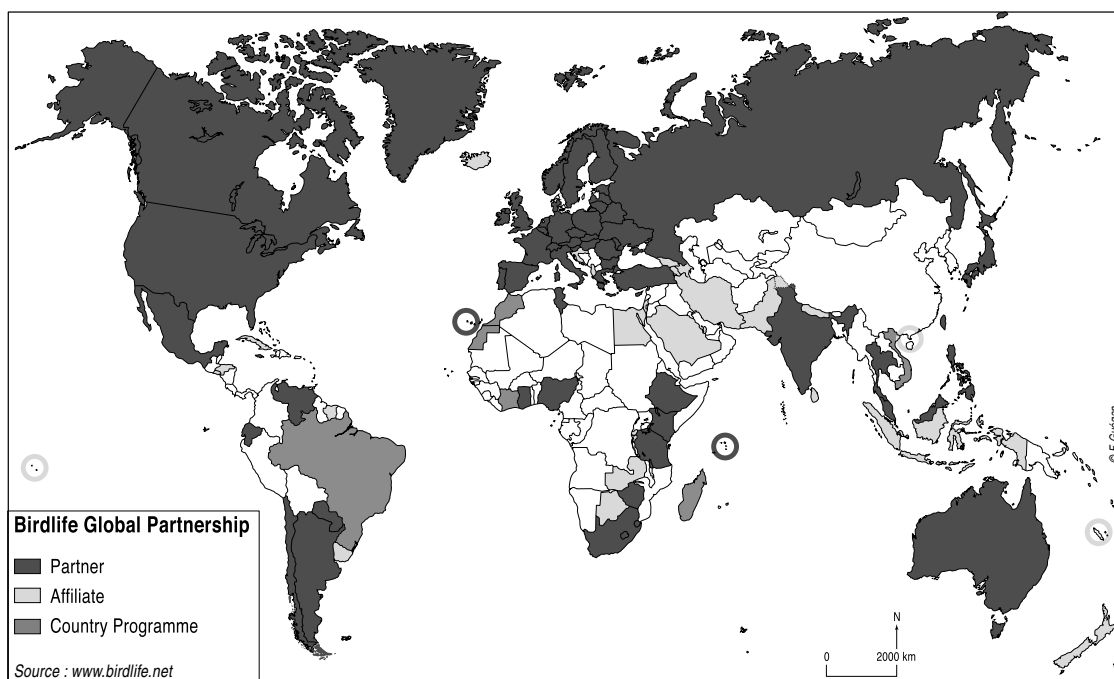 Birdlife Global Partnership
Partner
Affiliate
Country Programme
Source : www.birdlife.net
N
0 2000 km